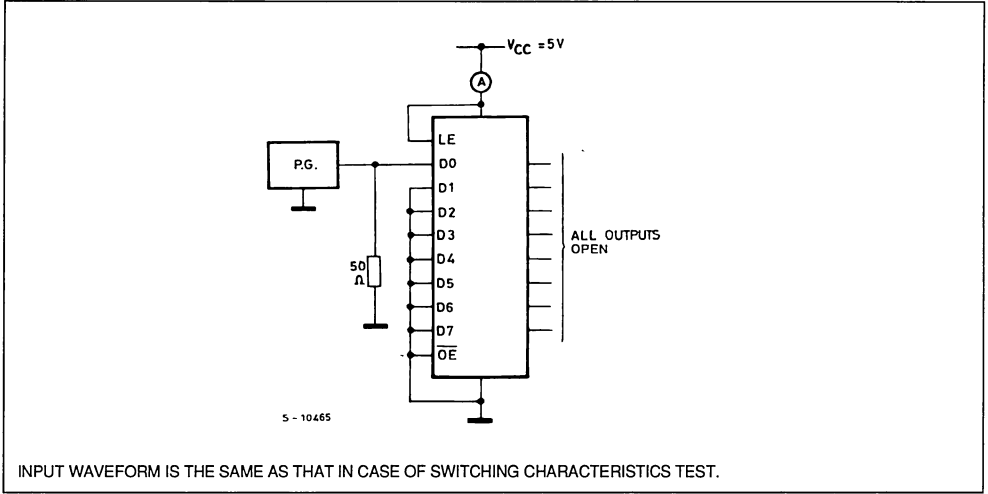 VCC = 5V
A
LE
P.G.
D0
D1
D2
D3
D4
D5
D6
D7
OE
50
Ω
ALL OUTPUTS
OPEN
S - 10465
INPUT WAVEFORM IS THE SAME AS THAT IN CASE OF SWITCHING CHARACTERISTICS TEST.